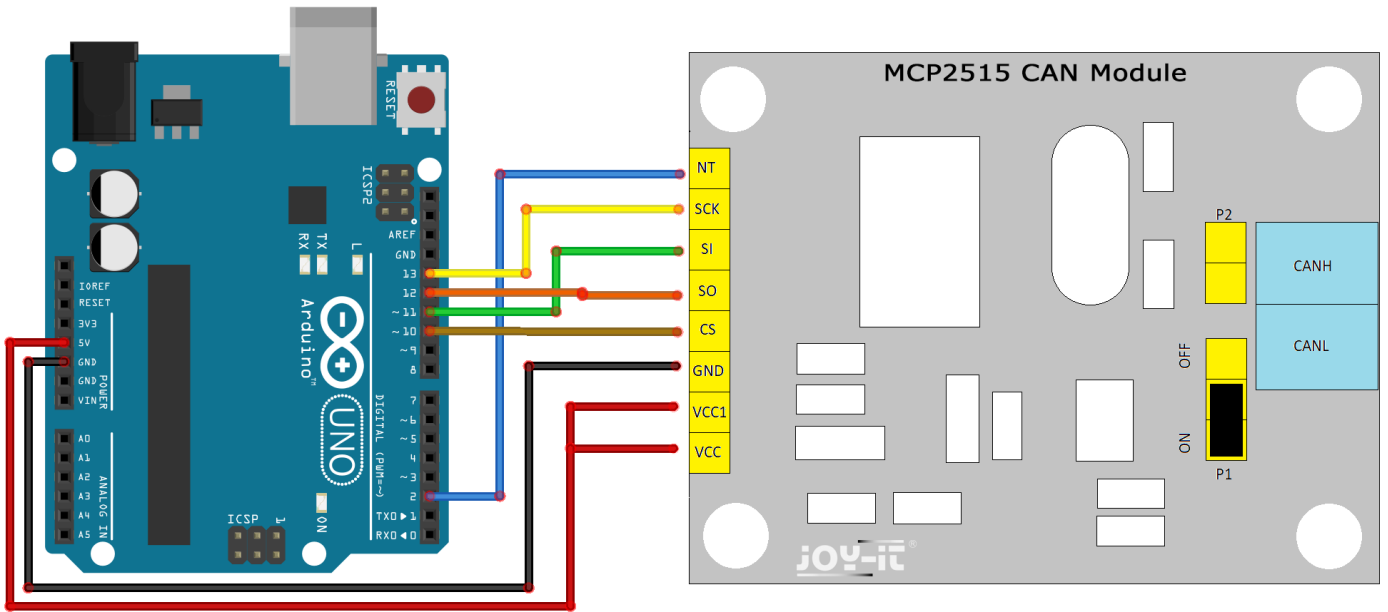 RESET
ICSP2
AREF
GND
13
12
~11
~10
~9
8
7
~6
~5
4
~3
2
TX0▶1
RX0◀0
DIGITAL (PWM=~)
L
TX
RX
Arduino™
UNO
ON
ICSP
1
IOREF
RESET
3V3
5V
GND
GND
VIN
POWER
A0
A1
A2
A3
A4
A5
ANALOG IN
MCP2515 CAN Module
NT
SCK
SI
SO
CS
GND
VCC1
VCC
P2
CANH
CANL
OFF
ON
P1
JOY-iT®